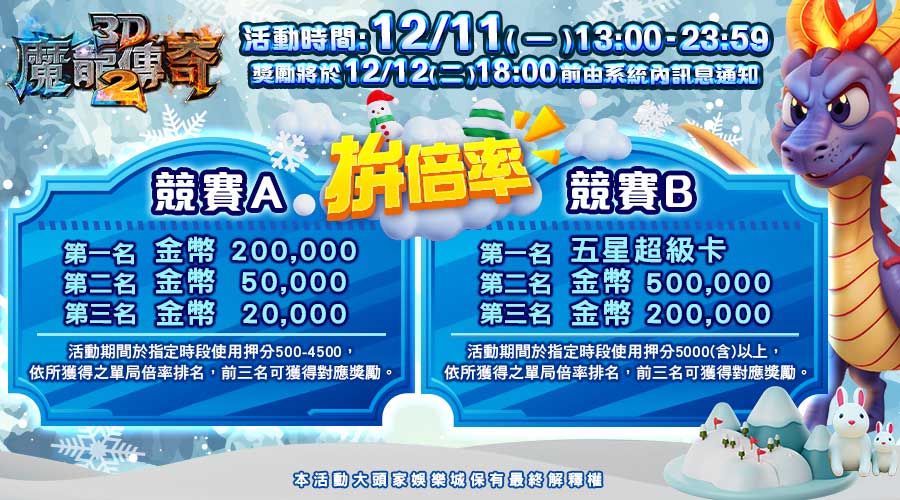 3D
魔龍傳奇
2
活動時間:12/11(一)13:00-23:59
獎勵將於12/12(二)18:00前由系統內訊息通知
拚倍率
競賽A
第一名 金幣 200,000
第二名 金幣 50,000
第三名 金幣 20,000
活動期間於指定時段使用押分500-4500，
依所獲得之單局倍率排名，前三名可獲得對應獎勵。
競賽B
第一名 五星超級卡
第二名 金幣 500,000
第三名 金幣 200,000
活動期間於指定時段使用押分5000(含)以上，
依所獲得之單局倍率排名，前三名可獲得對應獎勵。
本活動大頭家娛樂城保有最終解釋權